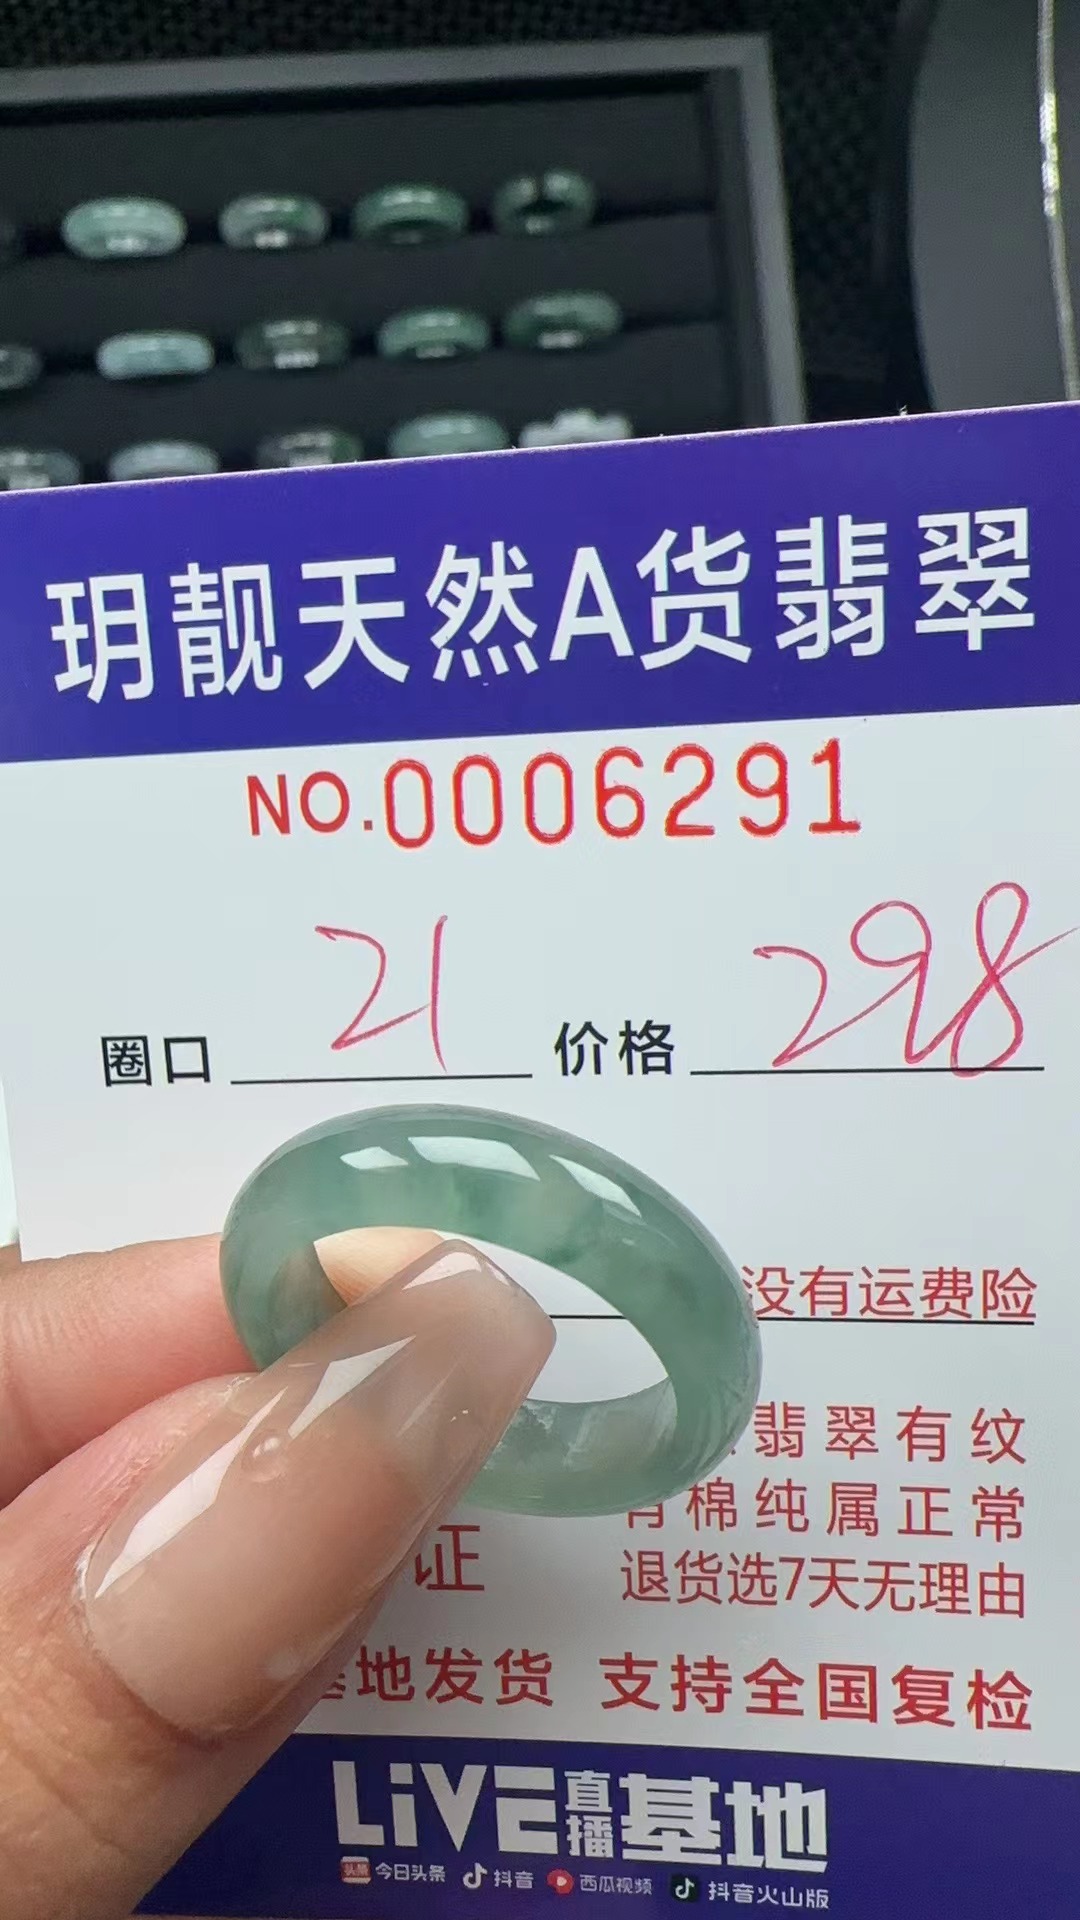 玥靓天然A货翡翠
NO.0006291
圈口 21 价格 298
没有运费险
翡翠有纹
有棉纯属正常
证 退货选7天无理由
基地发货 支持全国复检
LiVE直播基地
头条 今日头条 抖音 西瓜视频 抖音火山版